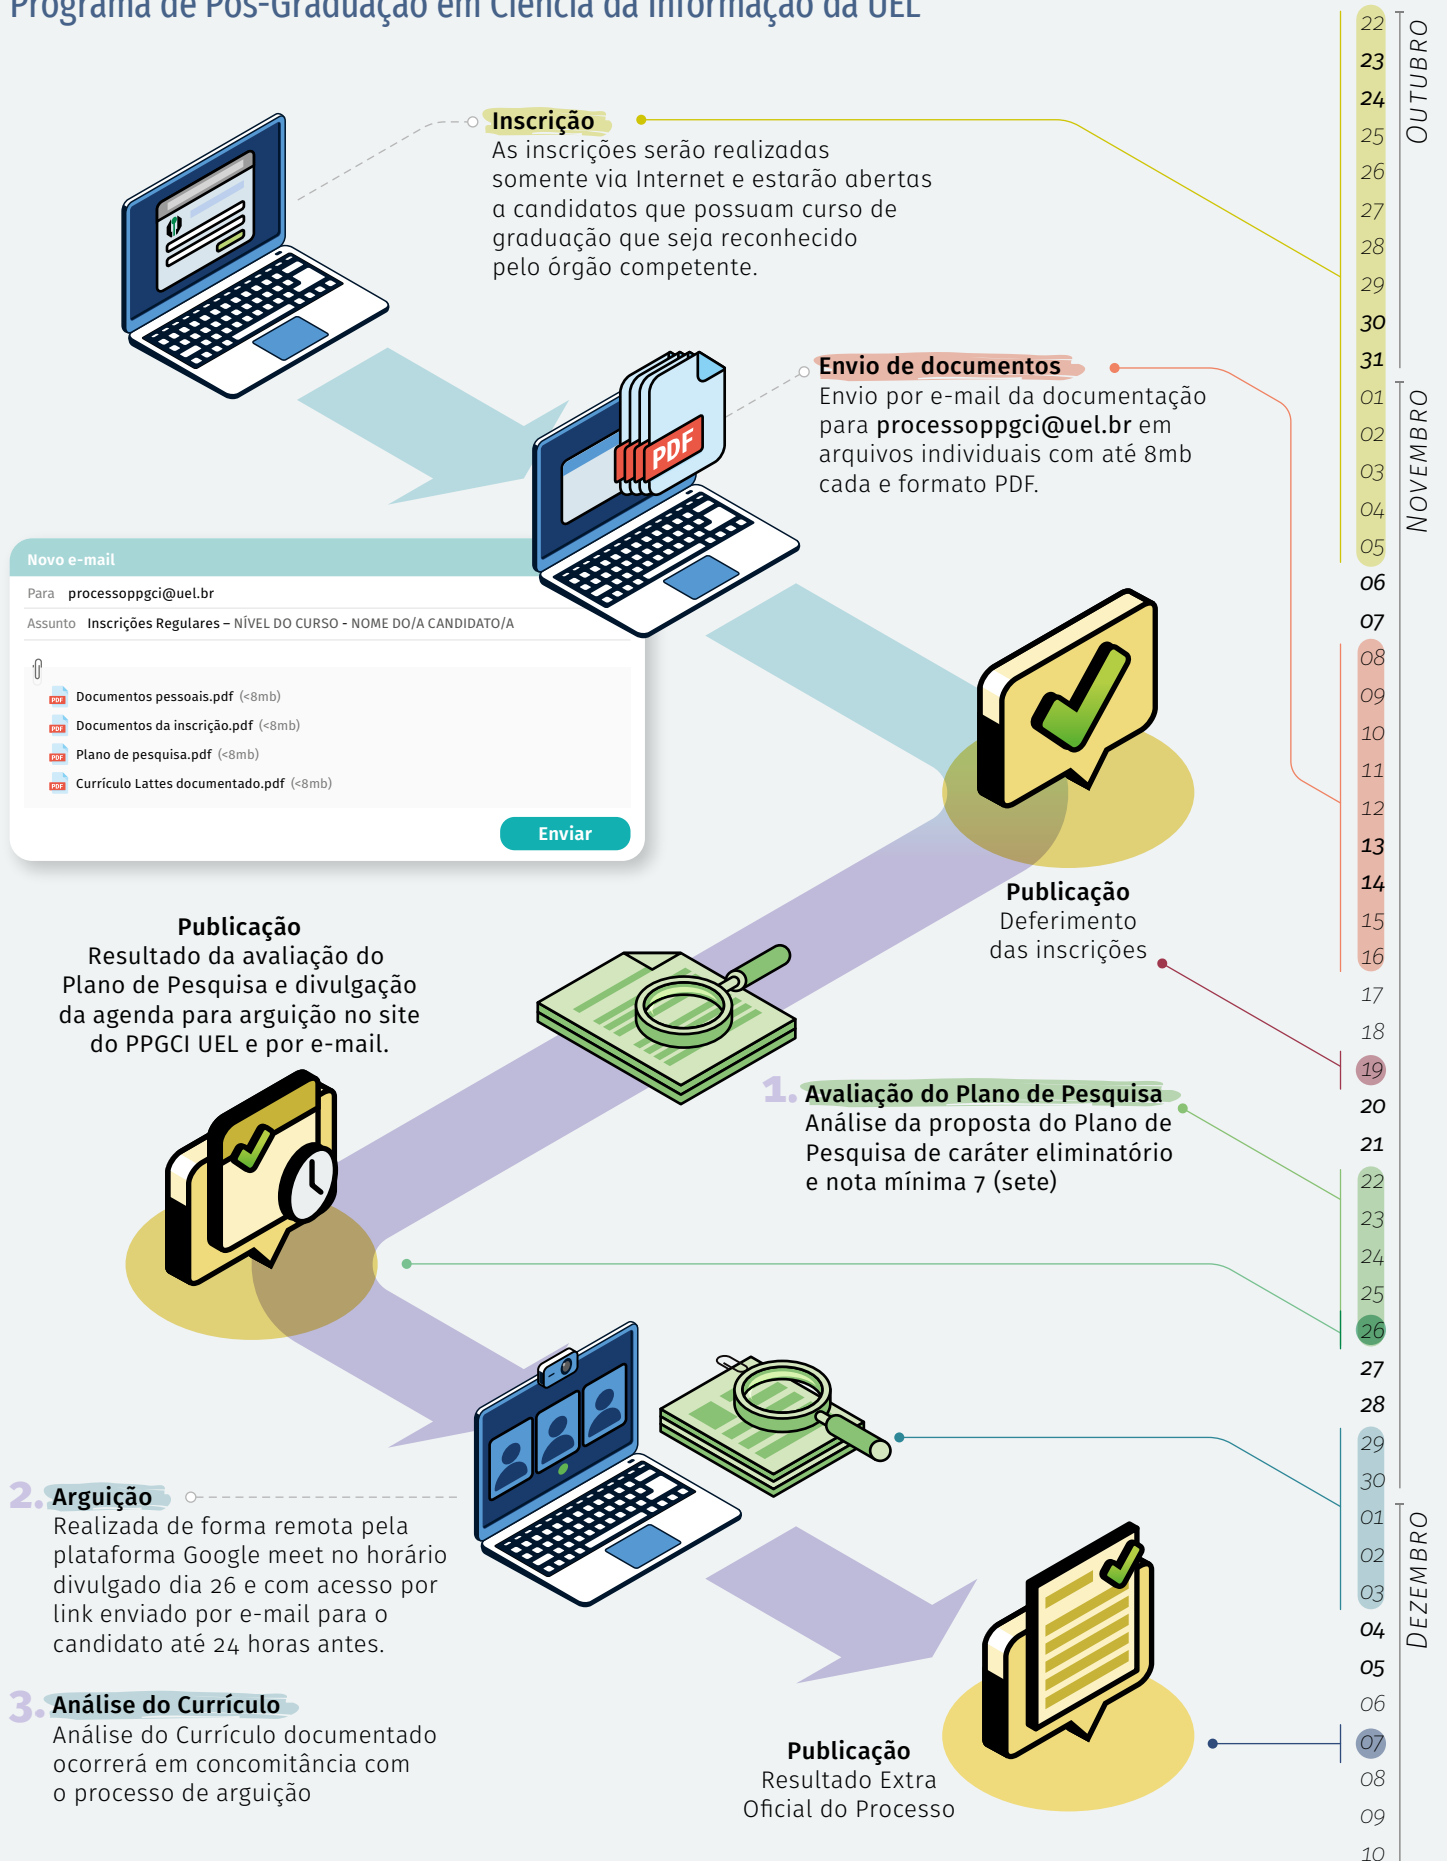 Programa de Pós-Graduação em Ciência da Informação da UEL
Inscrição
As inscrições serão realizadas
somente via Internet e estarão abertas
a candidatos que possuam curso de
graduação que seja reconhecido
pelo órgão competente.
Envio de documentos
Envio por e-mail da documentação
para processoppgci@uel.br em
arquivos individuais com até 8mb
cada e formato PDF.
PDF
Novo e-mail
Para processoppgci@uel.br
Assunto Inscrições Regulares – NÍVEL DO CURSO - NOME DO/A CANDIDATO/A
PDF Documentos pessoais.pdf (<8mb)
PDF Documentos da inscrição.pdf (<8mb)
PDF Plano de pesquisa.pdf (<8mb)
PDF Currículo Lattes documentado.pdf (<8mb)
Enviar
Publicação
Deferimento
das inscrições
Publicação
Resultado da avaliação do
Plano de Pesquisa e divulgação
da agenda para arguição no site
do PPGCI UEL e por e-mail.
1. Avaliação do Plano de Pesquisa
Análise da proposta do Plano de
Pesquisa de caráter eliminatório
e nota mínima 7 (sete)
2. Arguição
Realizada de forma remota pela
plataforma Google meet no horário
divulgado dia 26 e com acesso por
link enviado por e-mail para o
candidato até 24 horas antes.
3. Análise do Currículo
Análise do Currículo documentado
ocorrerá em concomitância com
o processo de arguição
Publicação
Resultado Extra
Oficial do Processo
OUTUBRO
22
23
24
25
26
27
28
29
30
31
NOVEMBRO
01
02
03
04
05
06
07
08
09
10
11
12
13
14
15
16
17
18
19
20
21
22
23
24
25
26
27
28
29
30
DEZEMBRO
01
02
03
04
05
06
07
08
09
10